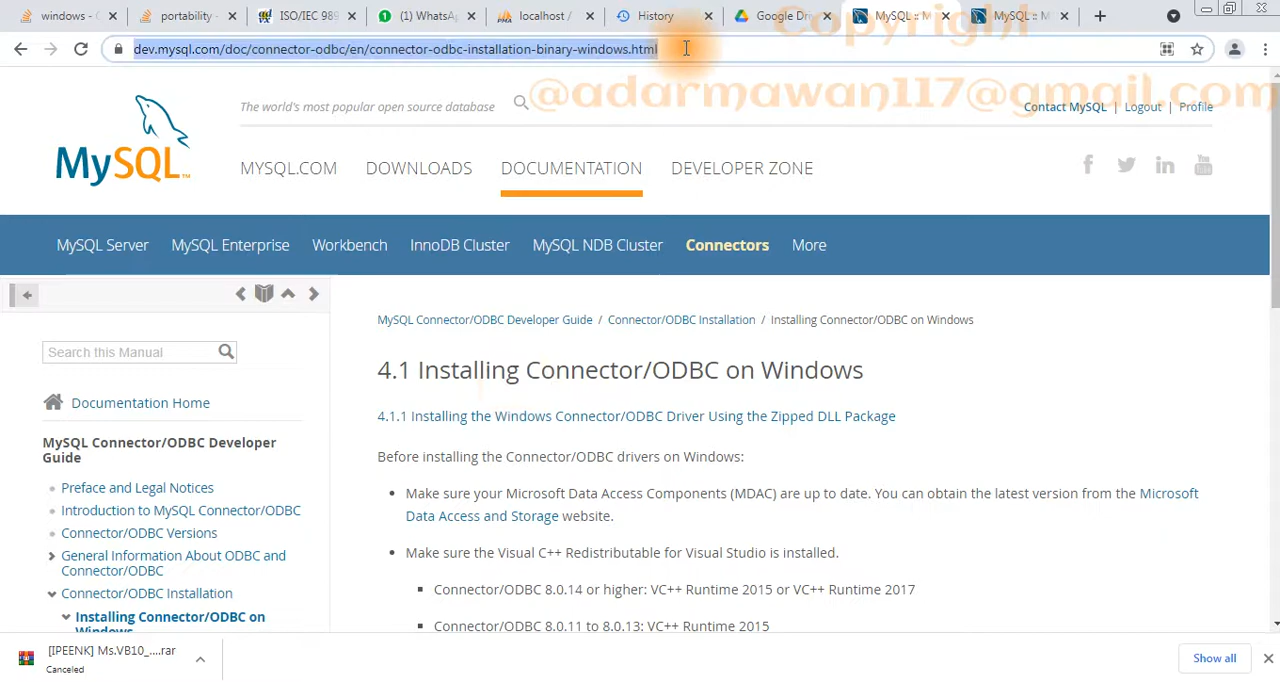 windows - C
portability -
ISO/IEC 989
(1) WhatsA
localhost /
History
Google Dri
MySQL :: M
MySQL :: M
Copyright
dev.mysql.com/doc/connector-odbc/en/connector-odbc-installation-binary-windows.html
@adarmawan117@gmail.com
The world's most popular open source database
Contact MySQL | Logout | Profile
MySQL
MYSQL.COM DOWNLOADS DOCUMENTATION DEVELOPER ZONE
MySQL Server MySQL Enterprise Workbench InnoDB Cluster MySQL NDB Cluster Connectors More
MySQL Connector/ODBC Developer Guide / Connector/ODBC Installation / Installing Connector/ODBC on Windows
Search this Manual
4.1 Installing Connector/ODBC on Windows
Documentation Home
4.1.1 Installing the Windows Connector/ODBC Driver Using the Zipped DLL Package
MySQL Connector/ODBC Developer
Guide
Before installing the Connector/ODBC drivers on Windows:
Preface and Legal Notices
Introduction to MySQL Connector/ODBC
Connector/ODBC Versions
General Information About ODBC and
Connector/ODBC
Connector/ODBC Installation
Installing Connector/ODBC on
Windows
• Make sure your Microsoft Data Access Components (MDAC) are up to date. You can obtain the latest version from the Microsoft
Data Access and Storage website.
• Make sure the Visual C++ Redistributable for Visual Studio is installed.
▪ Connector/ODBC 8.0.14 or higher: VC++ Runtime 2015 or VC++ Runtime 2017
▪ Connector/ODBC 8.0.11 to 8.0.13: VC++ Runtime 2015
[IPEENK] Ms.VB10_....rar
Canceled
Show all